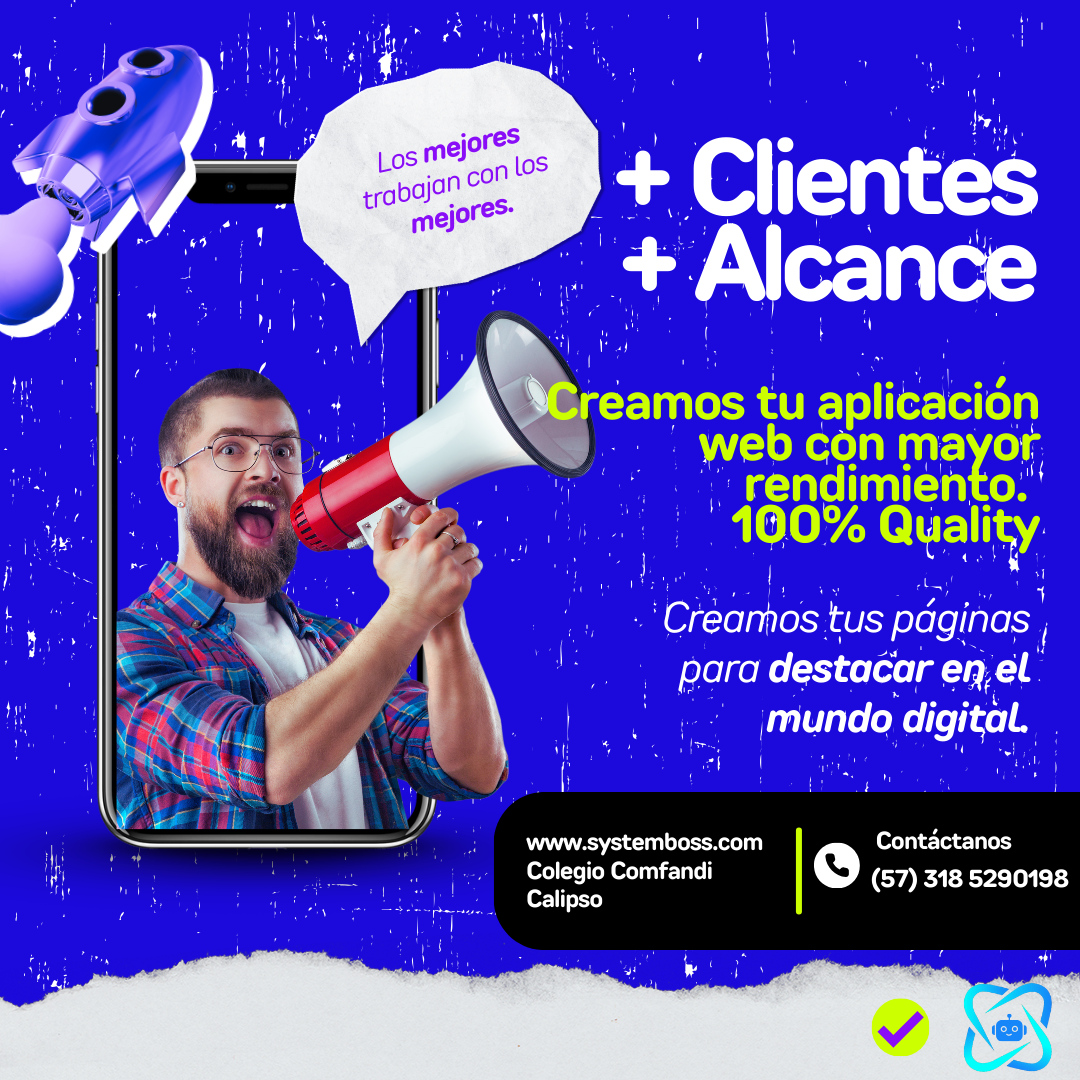 Los mejores
trabajan con los
mejores.
+ Clientes
+ Alcance
Creamos tu aplicación
web con mayor
rendimiento.
100% Quality
Creamos tus páginas
para destacar en el
mundo digital.
www.systemboss.com
Colegio Comfandi
Calipso
Contáctanos
(57) 318 5290198